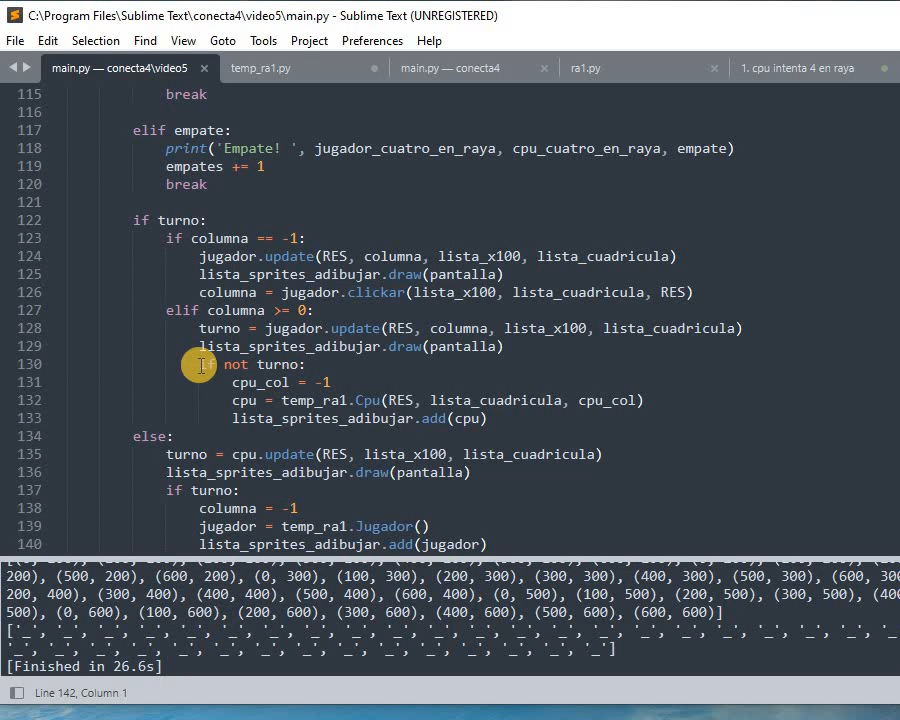 C:\Program Files\Sublime Text\conecta4\video5\main.py - Sublime Text (UNREGISTERED)
File Edit Selection Find View Goto Tools Project Preferences Help
main.py — conecta4\video5 × temp_ra1.py main.py — conecta4 × ra1.py × 1. cpu intenta 4 en raya
115 break
116
117 elif empate:
118 print('Empate! ', jugador_cuatro_en_raya, cpu_cuatro_en_raya, empate)
119 empates += 1
120 break
121
122 if turno:
123 if columna == -1:
124 jugador.update(RES, columna, lista_x100, lista_cuadricula)
125 lista_sprites_adibujar.draw(pantalla)
126 columna = jugador.clickar(lista_x100, lista_cuadricula, RES)
127 elif columna >= 0:
128 turno = jugador.update(RES, columna, lista_x100, lista_cuadricula)
129 lista_sprites_adibujar.draw(pantalla)
130 if not turno:
131 cpu_col = -1
132 cpu = temp_ra1.Cpu(RES, lista_cuadricula, cpu_col)
133 lista_sprites_adibujar.add(cpu)
134 else:
135 turno = cpu.update(RES, lista_x100, lista_cuadricula)
136 lista_sprites_adibujar.draw(pantalla)
137 if turno:
138 columna = -1
139 jugador = temp_ra1.Jugador()
140 lista_sprites_adibujar.add(jugador)
200), (500, 200), (600, 200), (0, 300), (100, 300), (200, 300), (300, 300), (400, 300), (500, 300), (600, 30
200, 400), (300, 400), (400, 400), (500, 400), (600, 400), (0, 500), (100, 500), (200, 500), (300, 500), (40
500), (0, 600), (100, 600), (200, 600), (300, 600), (400, 600), (500, 600), (600, 600)]
['_', '_', '_', '_', '_', '_', '_', '_', '_', '_', '_', '_', '_', '_', '_', '_', '_', '_', '_', '_', '_', '_', '_', '_
'_', '_', '_', '_', '_', '_', '_', '_', '_', '_', '_', '_', '_', '_', '_', '_']
[Finished in 26.6s]
Line 142, Column 1